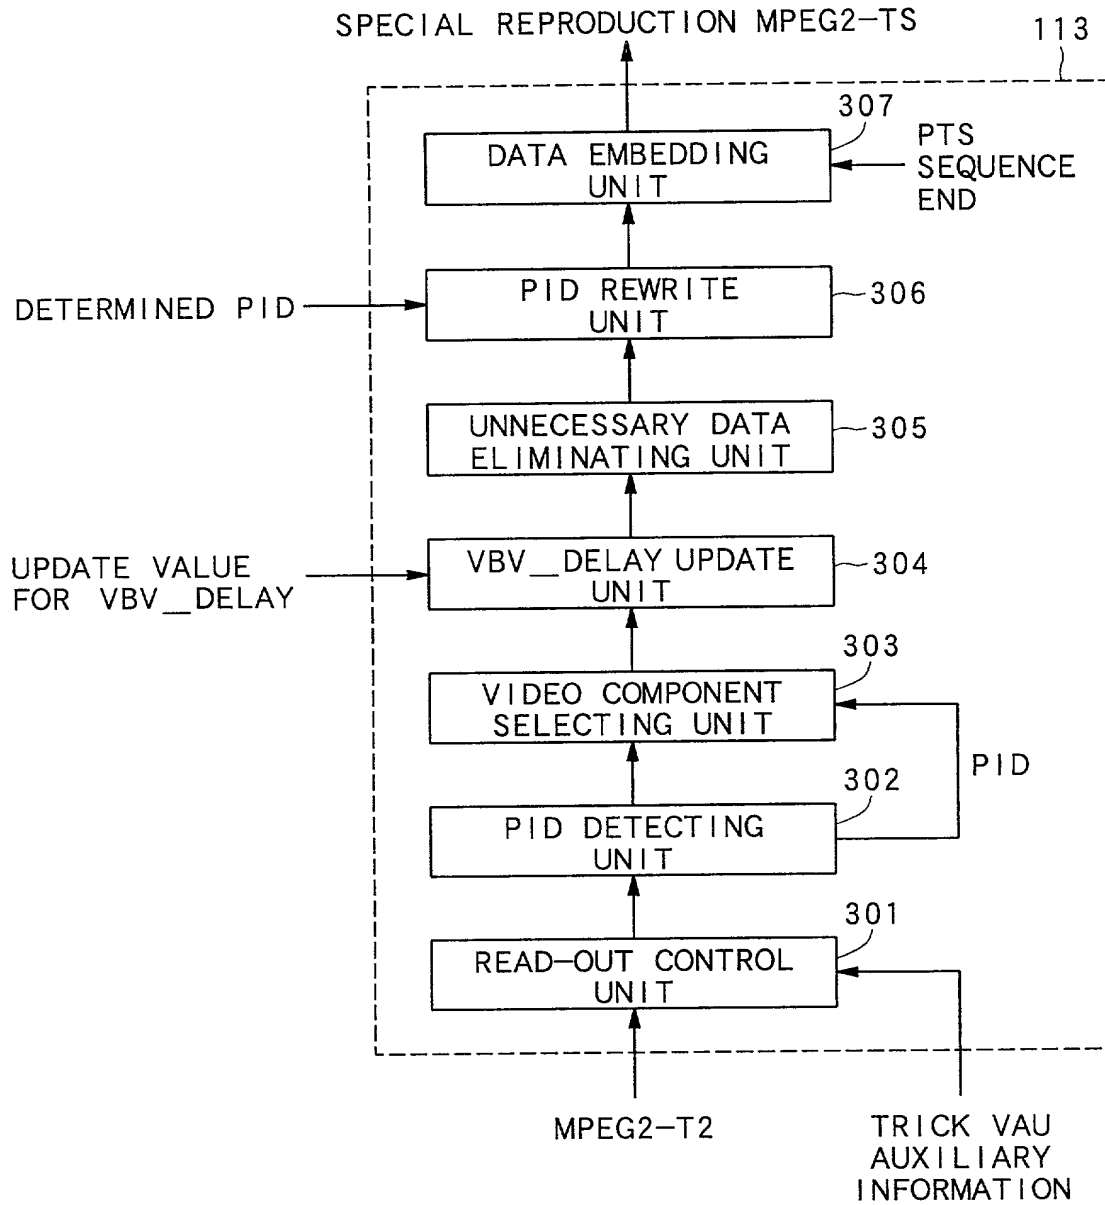 SPECIAL REPRODUCTION MPEG2-TS
113
307
DATA EMBEDDING
UNIT
PTS
SEQUENCE
END
DETERMINED PID
PID REWRITE
UNIT
306
UNNECESSARY DATA
ELIMINATING UNIT
305
UPDATE VALUE
FOR VBV_DELAY
VBV_DELAY UPDATE
UNIT
304
303
VIDEO COMPONENT
SELECTING UNIT
PID
302
PID DETECTING
UNIT
301
READ-OUT CONTROL
UNIT
MPEG2-T2
TRICK VAU
AUXILIARY
INFORMATION